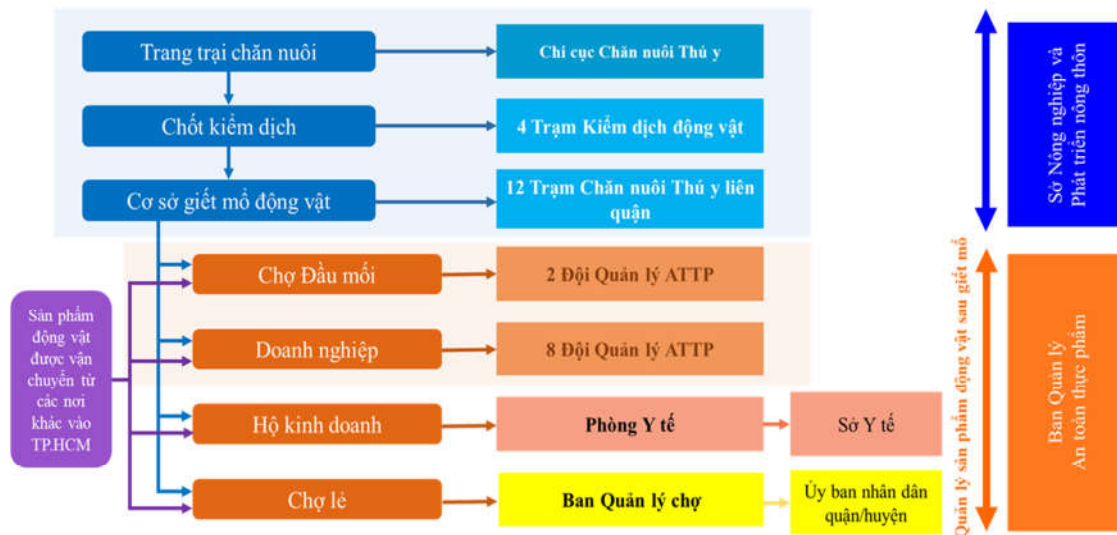 Trang trại chăn nuôi
Chi cục Chăn nuôi Thú y
Chốt kiểm dịch
4 Trạm Kiểm dịch động vật
Cơ sở giết mổ động vật
12 Trạm Chăn nuôi Thú y liên
quận
Sở Nông nghiệp và
Phát triển nông thôn
Sản phẩm
động vật
được vận
chuyển từ
các nơi
khác vào
TP.HCM
Chợ Đầu mối
2 Đội Quản lý ATTP
Doanh nghiệp
8 Đội Quản lý ATTP
Hộ kinh doanh
Phòng Y tế
Sở Y tế
Chợ lẻ
Ban Quản lý chợ
Ủy ban nhân dân
quận/huyện
Quản lý sản phẩm động vật sau giết mổ
Ban Quản lý
An toàn thực phẩm